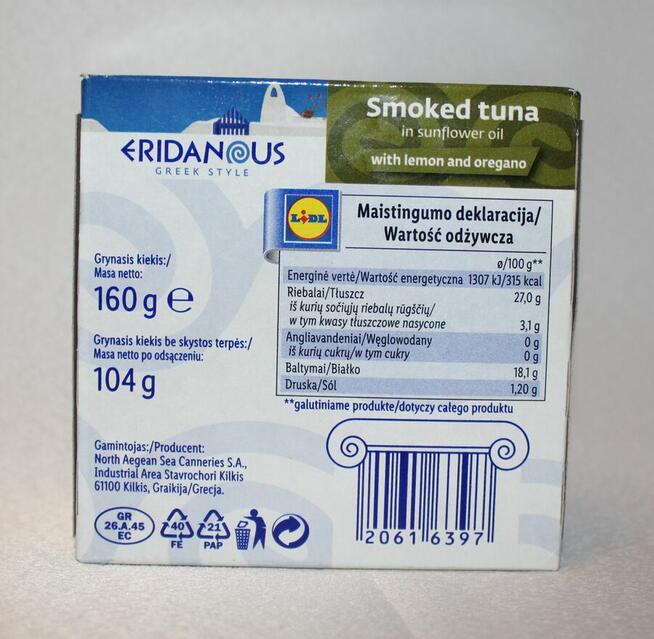 Smoked tuna
in sunflower oil
with lemon and oregano
ERIDANOUS
GREEK STYLE
LIDL
Maistingumo deklaracija/
Wartość odżywcza
ø/100 g**
Energinė vertė/Wartość energetyczna 1307 kJ/315 kcal
Riebalai/Tłuszcz 27,0 g
iš kurių sočiųjų riebalų rūgščių/
w tym kwasy tłuszczowe nasycone 3,1 g
Angliavandeniai/Węglowodany 0 g
iš kurių cukrų/w tym cukry 0 g
Baltymai/Białko 18,1 g
Druska/Sól 1,20 g
**galutiniame produkte/dotyczy całego produktu
Grynasis kiekis:/
Masa netto:
160 g e
Grynasis kiekis be skystos terpės:/
Masa netto po odsączeniu:
104 g
Gamintojas:/Producent:
North Aegean Sea Canneries S.A.,
Industrial Area Stavrochori Kilkis
61100 Kilkis, Graikija/Grecja.
GR
26.A.45
EC
40
FE
21
PAP
20616397